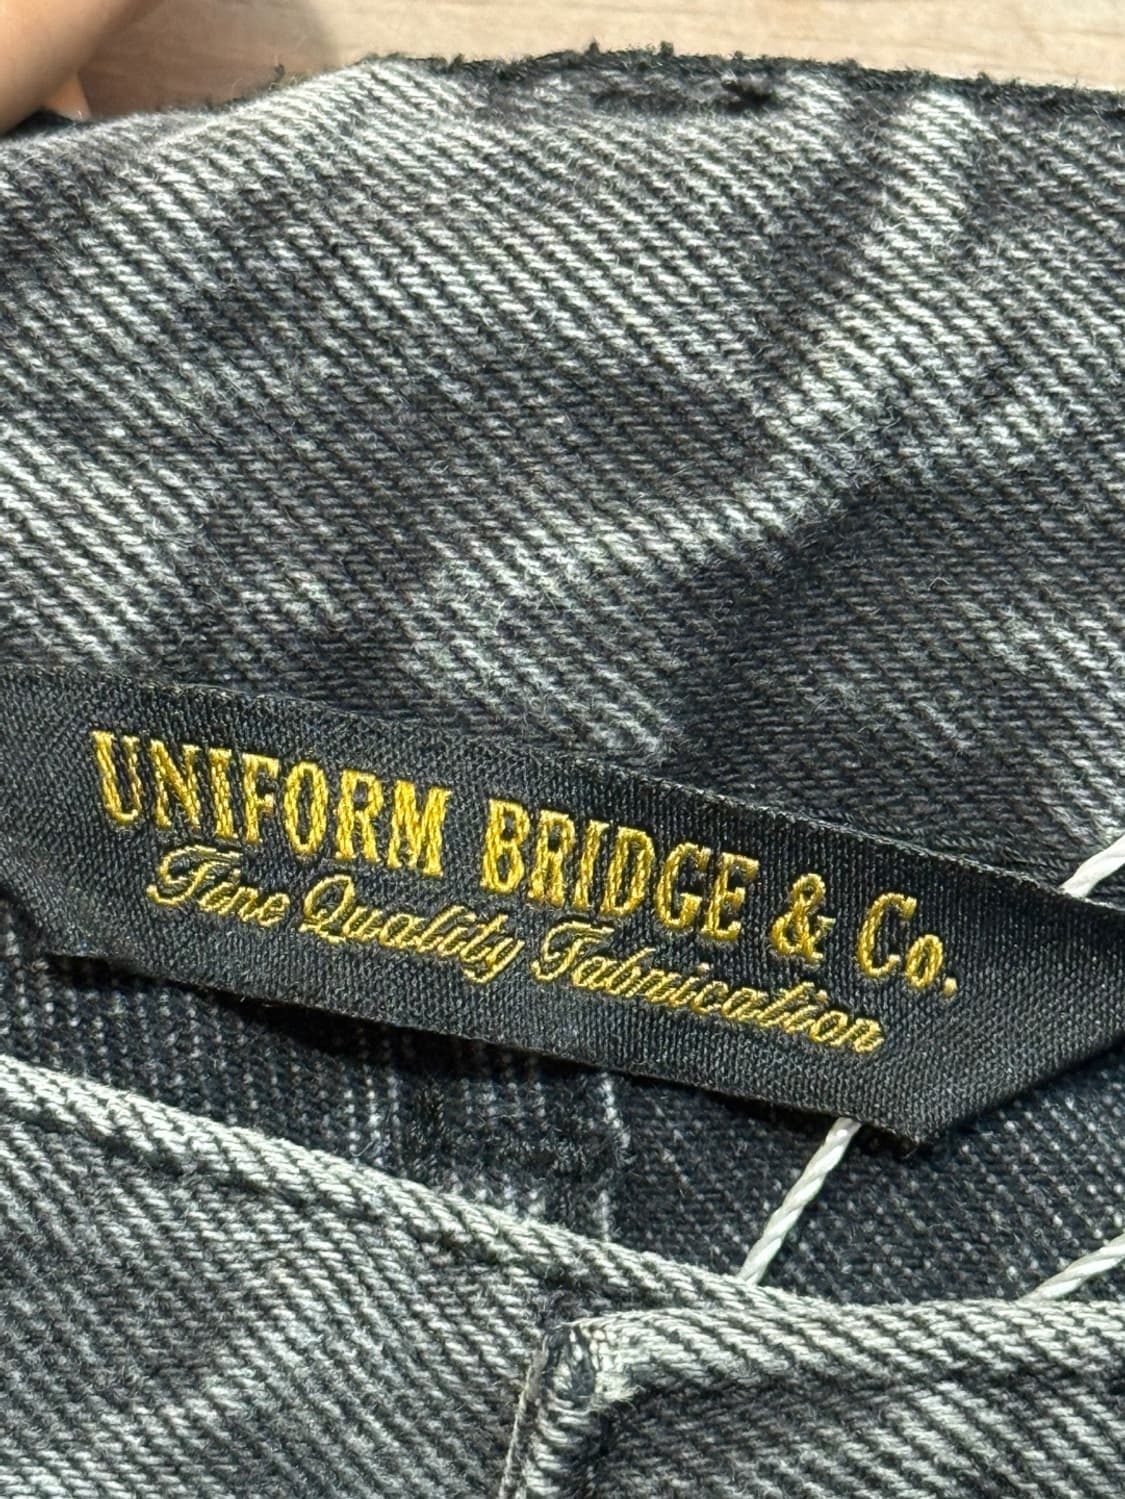 UNIFORM BRIDGE & Co.
Fine Quality Fabrication